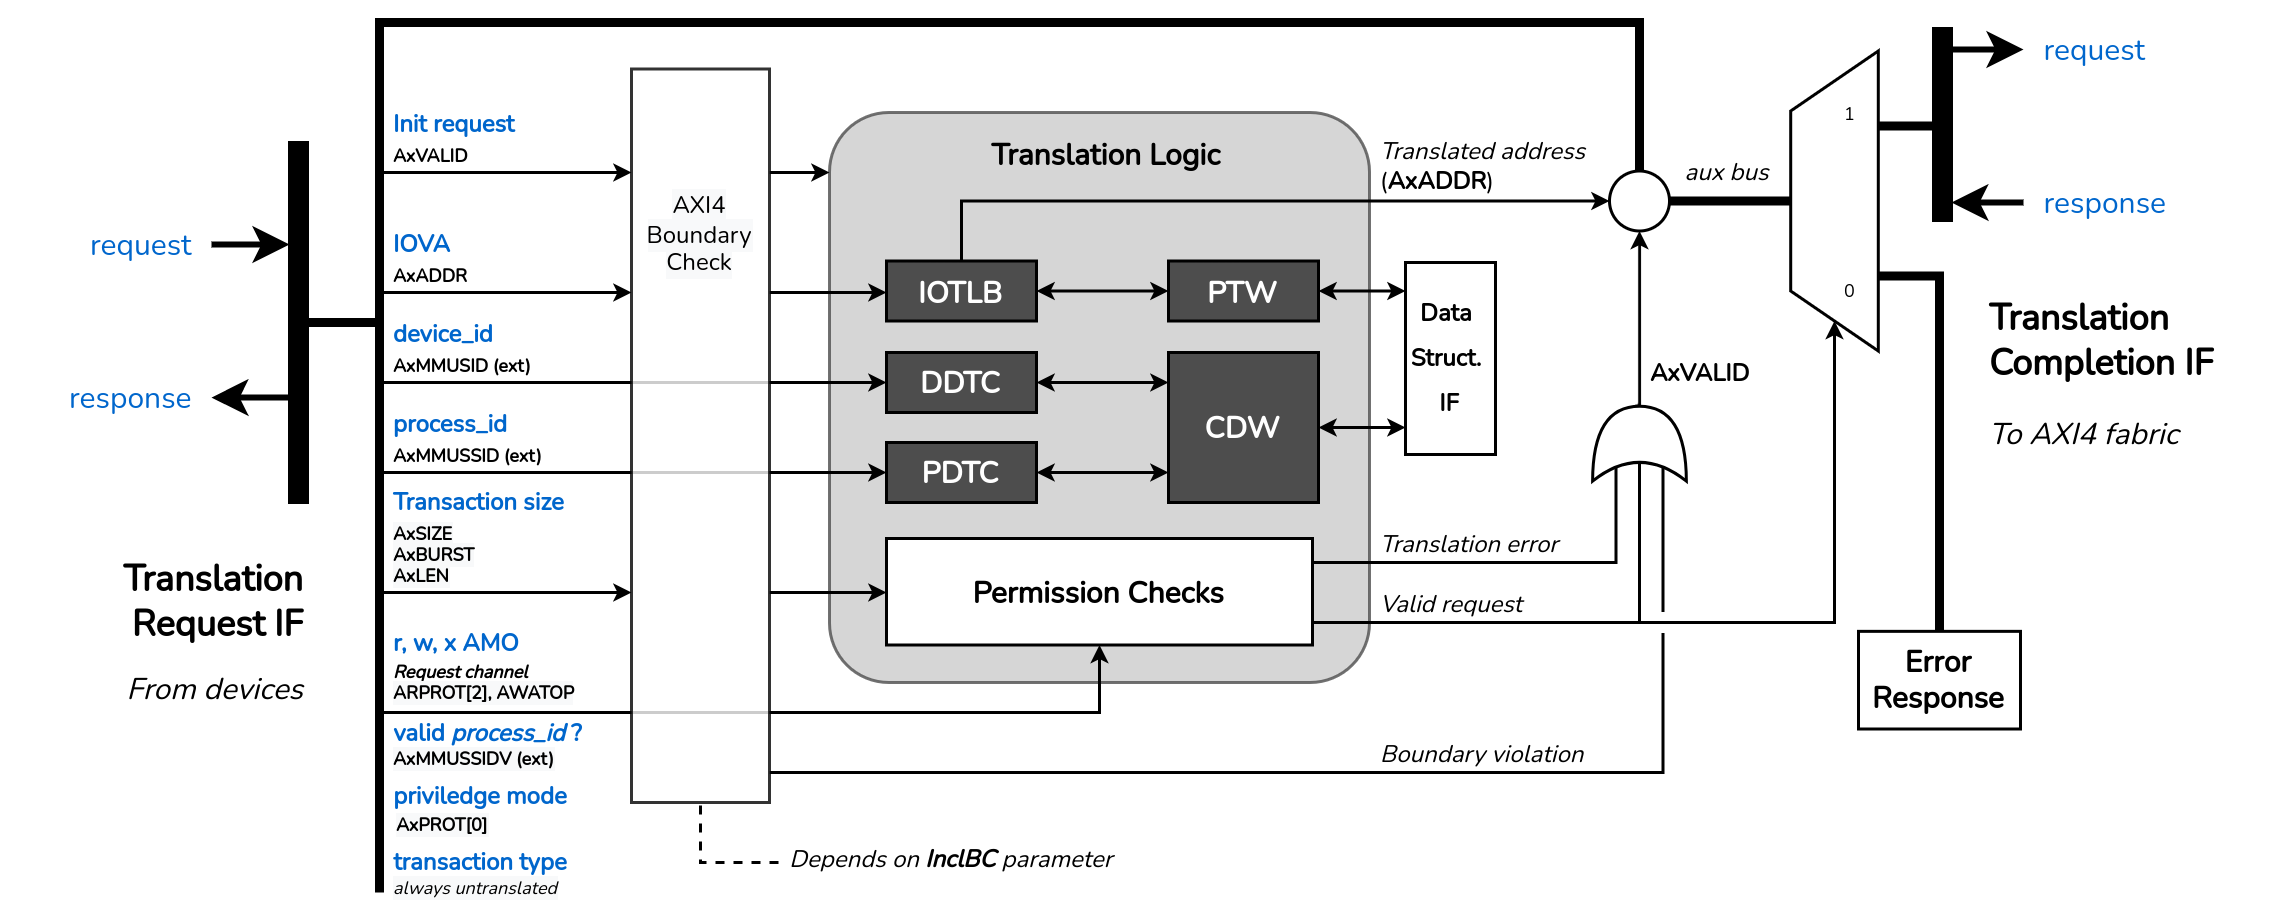 request
response
Translation
Request IF
From devices
Init request
AxVALID
IOVA
AxADDR
device_id
AxMMUSID (ext)
process_id
AxMMUSSID (ext)
Transaction size
AxSIZE
AxBURST
AxLEN
r, w, x AMO
Request channel
ARPROT[2], AWATOP
valid process_id ?
AxMMUSSIDV (ext)
priviledge mode
AxPROT[0]
transaction type
always untranslated
AXI4
Boundary
Check
Depends on InclBC parameter
Translation Logic
IOTLB
PTW
DDTC
CDW
PDTC
Permission Checks
Data
Struct.
IF
Translated address
(AxADDR)
Translation error
Valid request
Boundary violation
AxVALID
aux bus
1
0
request
response
Translation
Completion IF
To AXI4 fabric
Error
Response